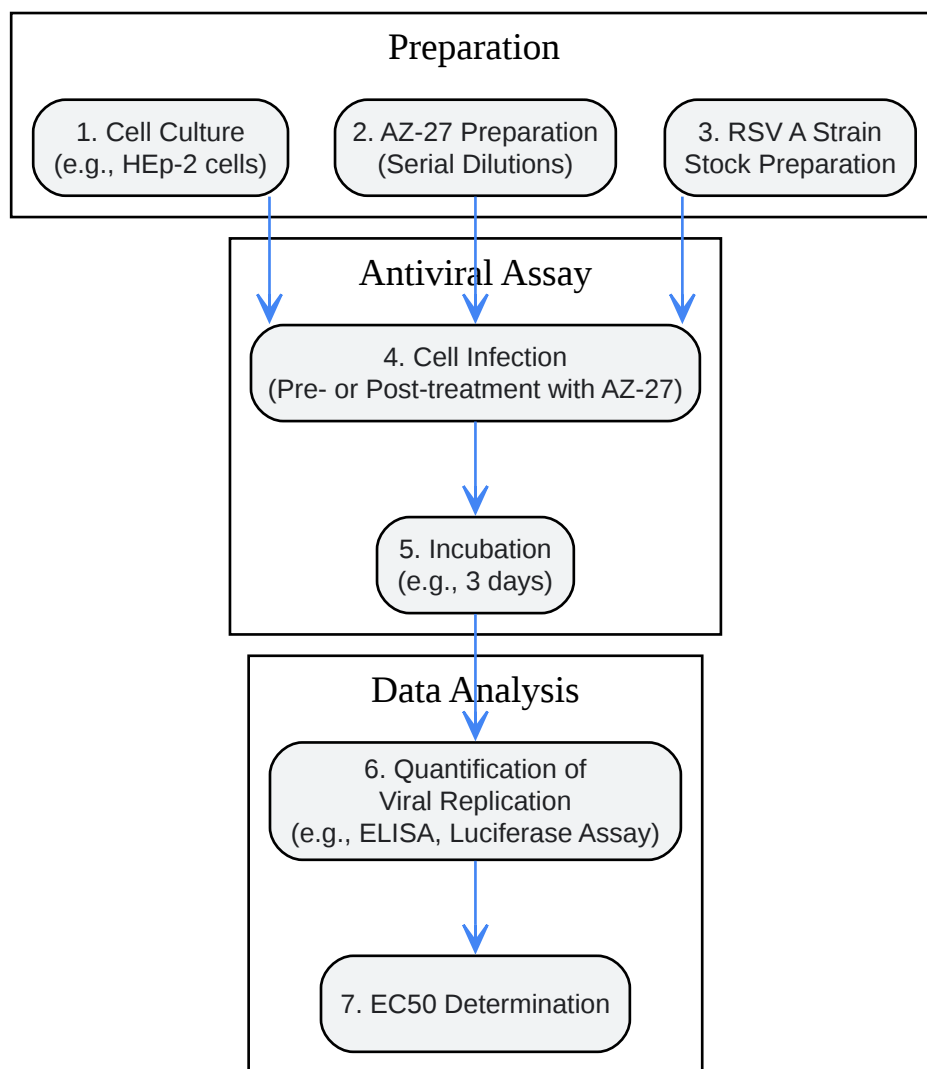 Preparation
1. Cell Culture
(e.g., HEp-2 cells)
2. AZ-27 Preparation
(Serial Dilutions)
3. RSV A Strain
Stock Preparation
Antiviral Assay
4. Cell Infection
(Pre- or Post-treatment with AZ-27)
5. Incubation
(e.g., 3 days)
Data Analysis
6. Quantification of
Viral Replication
(e.g., ELISA, Luciferase Assay)
7. EC50 Determination